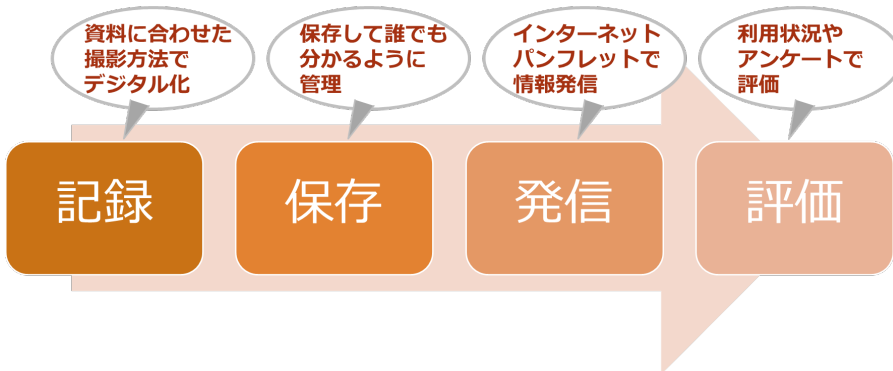 資料に合わせた
撮影方法で
デジタル化
保存して誰でも
分かるように
管理
インターネット
パンフレットで
情報発信
利用状況や
アンケートで
評価
記録
保存
発信
評価